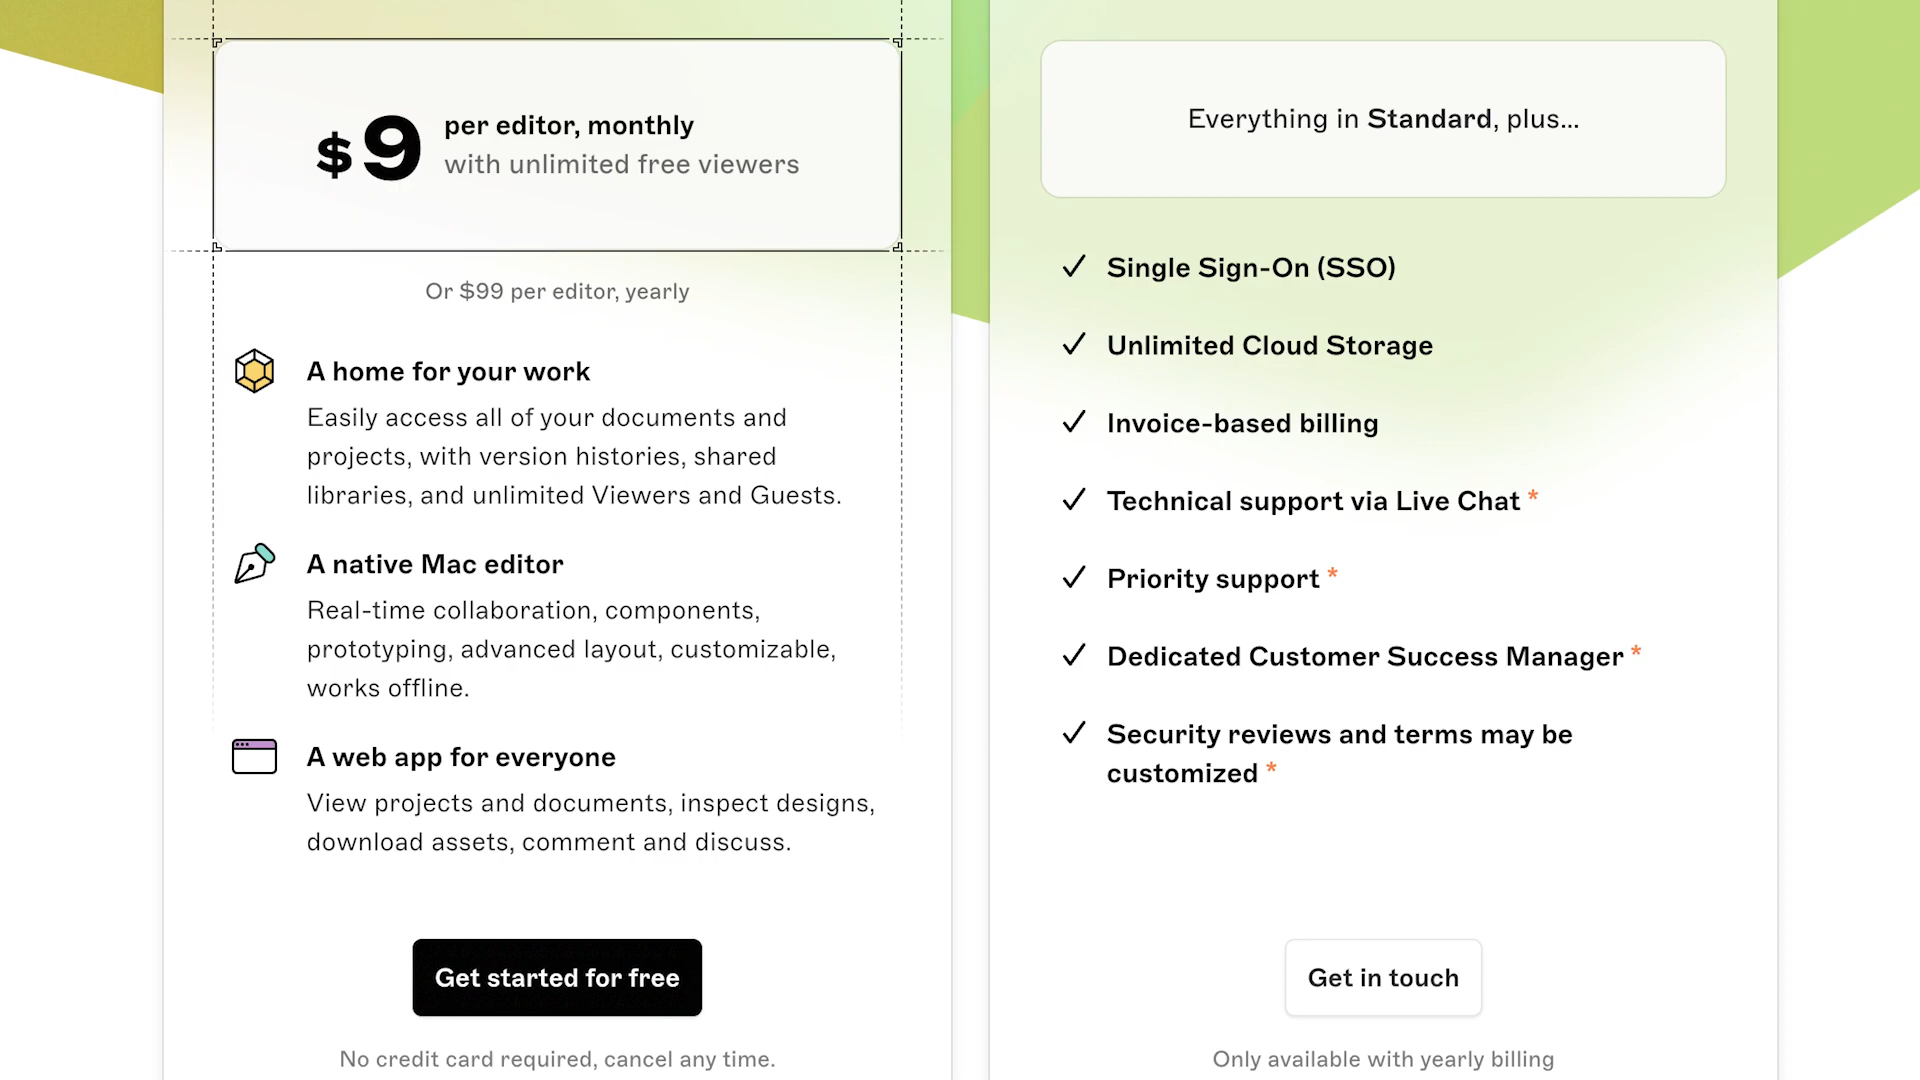 $9
per editor, monthly
with unlimited free viewers
Or $99 per editor, yearly
A home for your work
Easily access all of your documents and
projects, with version histories, shared
libraries, and unlimited Viewers and Guests.
A native Mac editor
Real-time collaboration, components,
prototyping, advanced layout, customizable,
works offline.
A web app for everyone
View projects and documents, inspect designs,
download assets, comment and discuss.
Get started for free
No credit card required, cancel any time.
Everything in Standard, plus...
Single Sign-On (SSO)
Unlimited Cloud Storage
Invoice-based billing
Technical support via Live Chat *
Priority support *
Dedicated Customer Success Manager *
Security reviews and terms may be
customized *
Get in touch
Only available with yearly billing